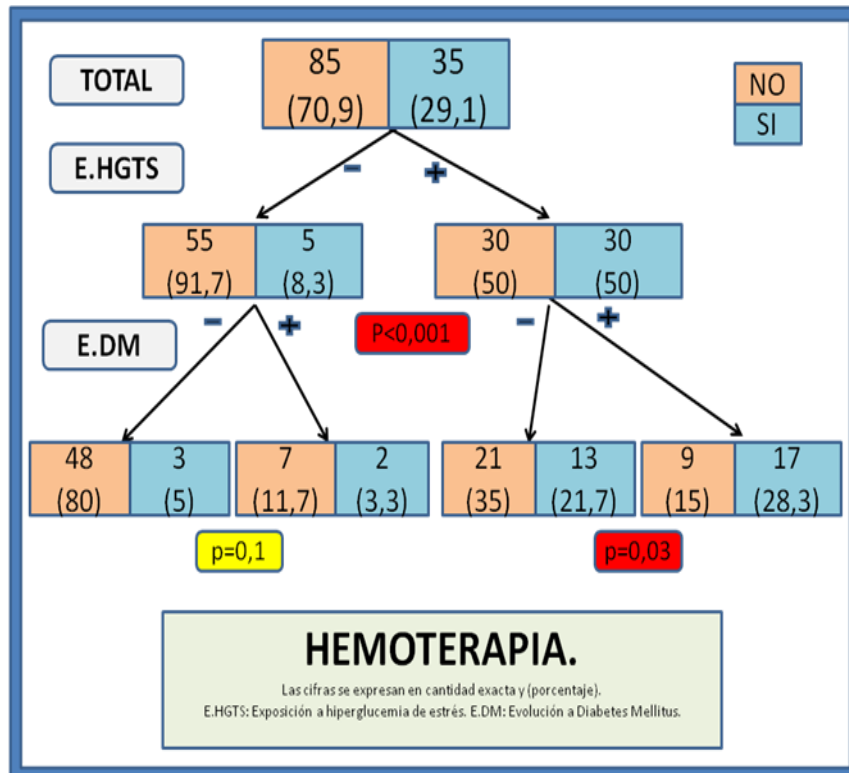 TOTAL
85 35
(70,9) (29,1)
NO
SI
E.HGTS
– +
55 5 30 30
(91,7) (8,3) (50) (50)
– + – +
E.DM
P<0,001
48 3 7 2 21 13 9 17
(80) (5) (11,7) (3,3) (35) (21,7) (15) (28,3)
p=0,1 p=0,03
HEMOTERAPIA.
Las cifras se expresan en cantidad exacta y (porcentaje).
E.HGTS: Exposición a hiperglucemia de estrés. E.DM: Evolución a Diabetes Mellitus.